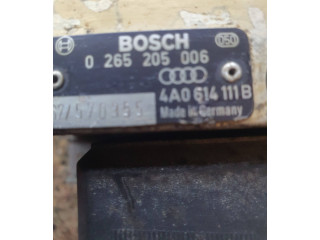 BOSCH
0 265 205 006
4A0 614 111 B
Made in Germany